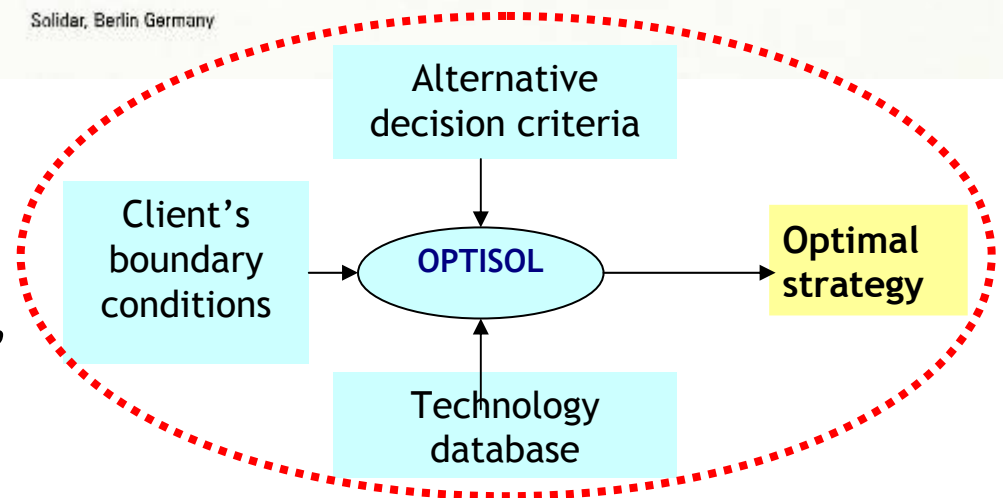 Solidar, Berlin Germany
Alternative
decision criteria
Client’s
boundary
conditions
OPTISOL
Optimal
strategy
,
Technology
database